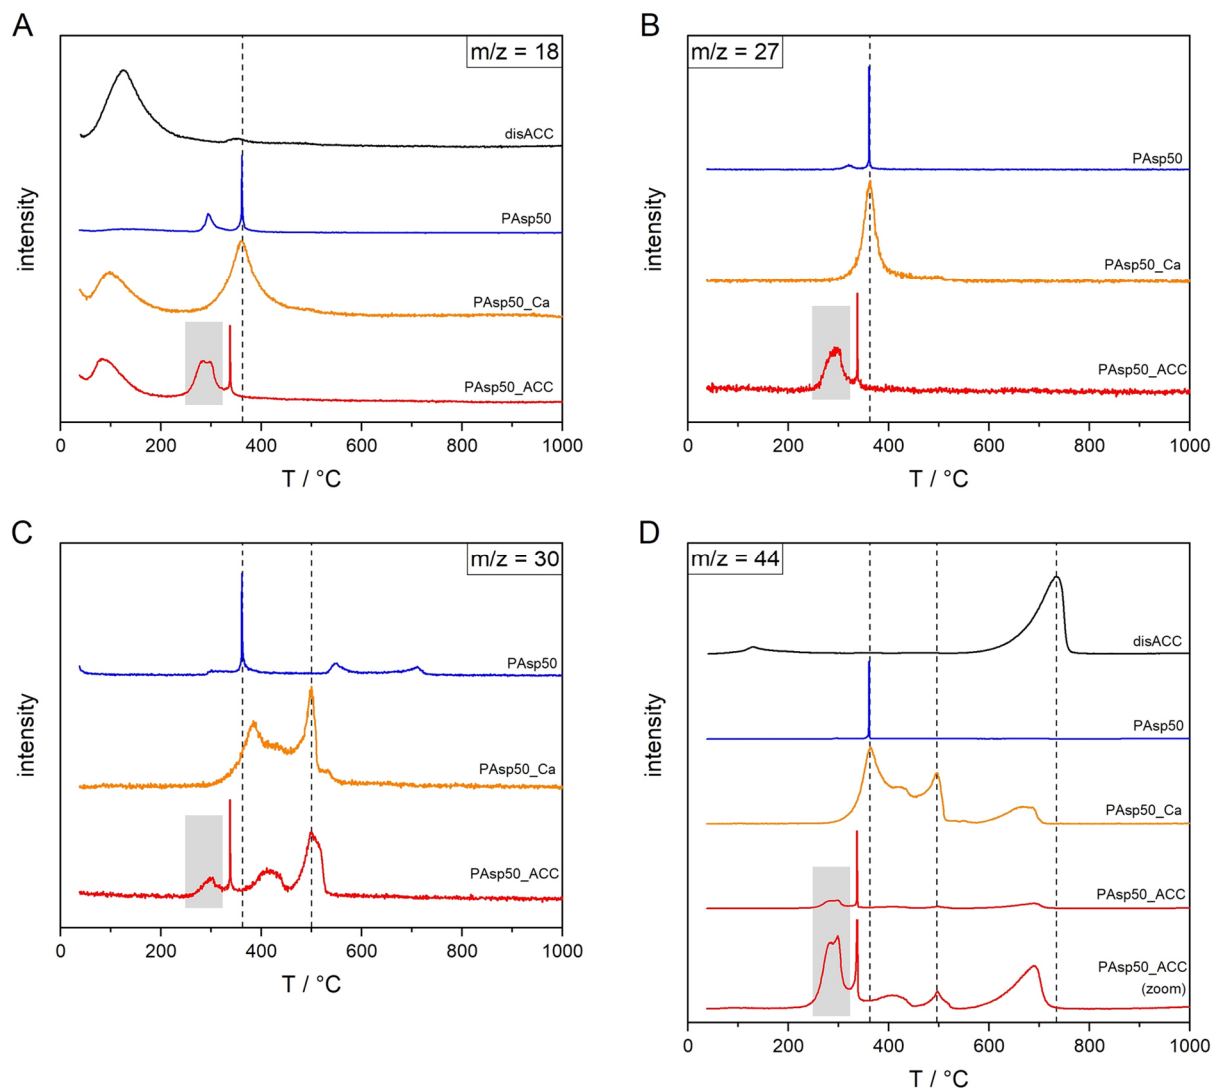 A
B
m/z = 18
m/z = 27
disACC
PAsp50
PAsp50
intensity
intensity
PAsp50_Ca
PAsp50_Ca
PAsp50_ACC
PAsp50_ACC
0 200 400 600 800 1000
0 200 400 600 800 1000
T / °C
T / °C
C
D
m/z = 30
m/z = 44
disACC
PAsp50
PAsp50
intensity
intensity
PAsp50_Ca
PAsp50_Ca
PAsp50_ACC
PAsp50_ACC
PAsp50_ACC
(zoom)
0 200 400 600 800 1000
0 200 400 600 800 1000
T / °C
T / °C